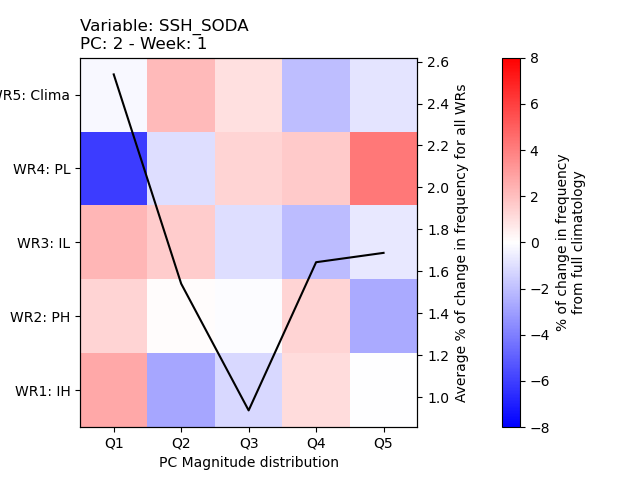 Variable: SSH_SODA
PC: 2 - Week: 1
WR5: Clima
WR4: PL
WR3: IL
WR2: PH
WR1: IH
Q1 Q2 Q3 Q4 Q5
PC Magnitude distribution
2.6
2.4
2.2
2.0
1.8
1.6
1.4
1.2
1.0
Average % of change in frequency for all WRs
8
6
4
2
0
−2
−4
−6
−8
% of change in frequency
from full climatology